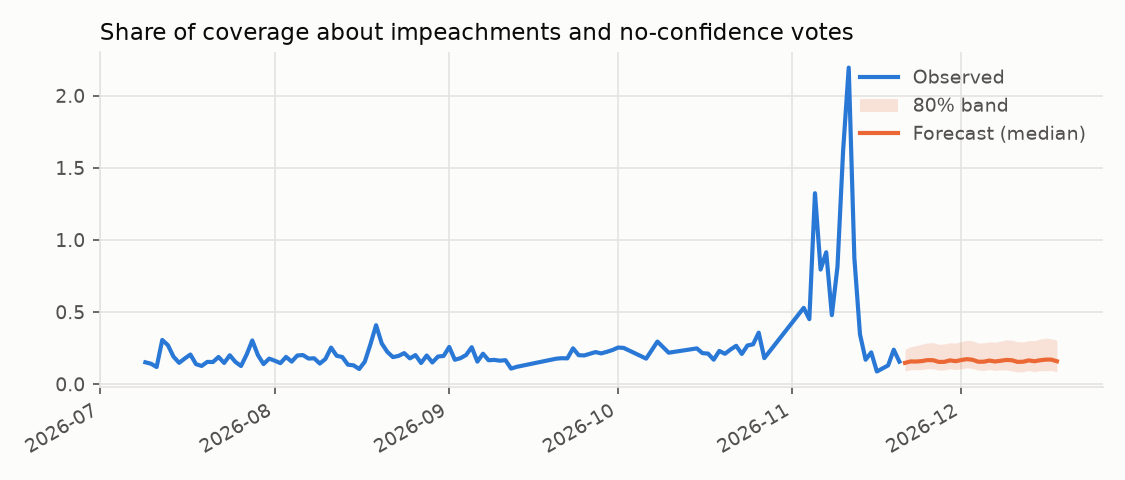 Share of coverage about impeachments and no-confidence votes
Observed
80% band
Forecast (median)
2.0
1.5
1.0
0.5
0.0
2026-07
2026-08
2026-09
2026-10
2026-11
2026-12